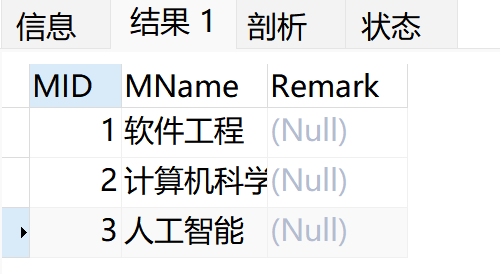 信息 结果 1 剖析 状态
MID MName Remark
1 软件工程 (Null)
2 计算机科学 (Null)
3 人工智能 (Null)